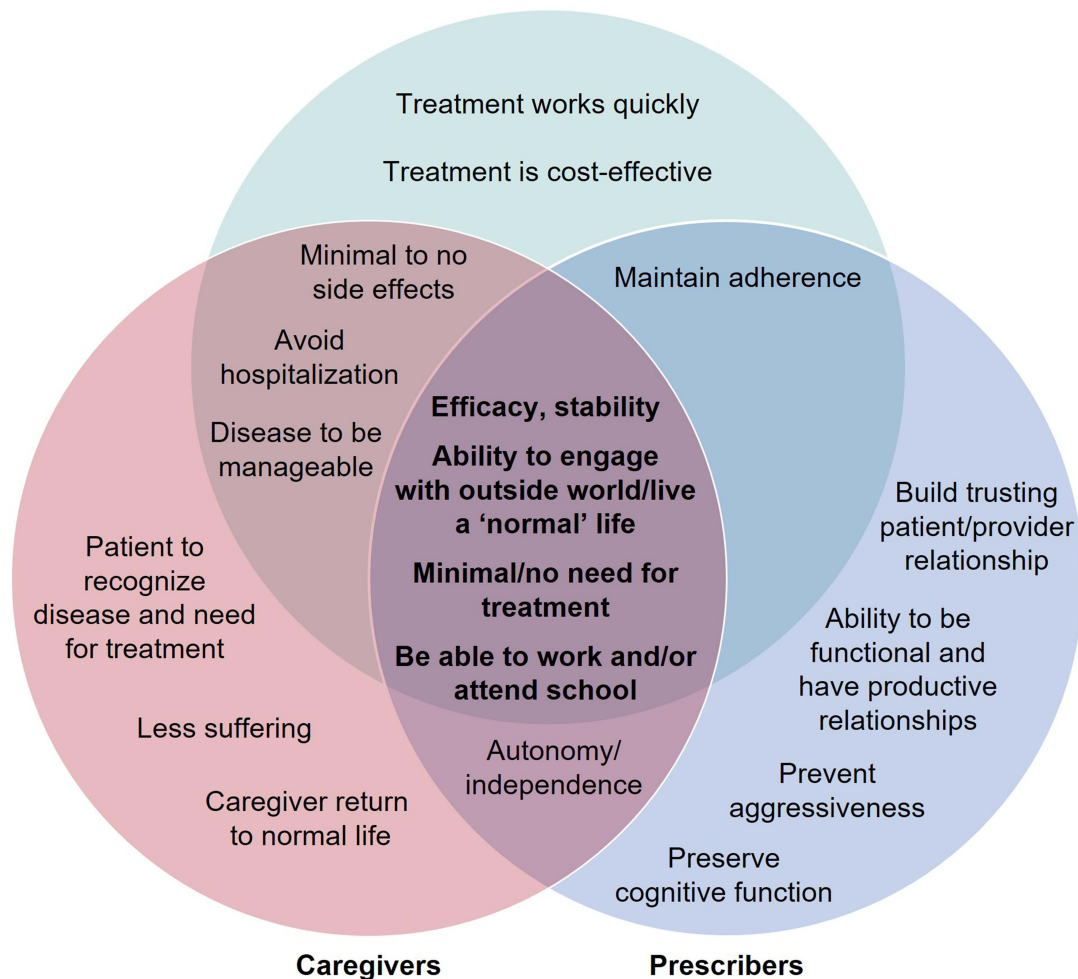 Treatment works quickly
Treatment is cost-effective
Minimal to no
side effects
Maintain adherence
Avoid
hospitalization
Disease to be
manageable
Efficacy, stability
Ability to engage
with outside world/live
a ‘normal’ life
Minimal/no need for
treatment
Be able to work and/or
attend school
Build trusting
patient/provider
relationship
Patient to
recognize
disease and need
for treatment
Ability to be
functional and
have productive
relationships
Less suffering
Autonomy/
independence
Prevent
aggressiveness
Caregiver return
to normal life
Preserve
cognitive function
Caregivers
Prescribers